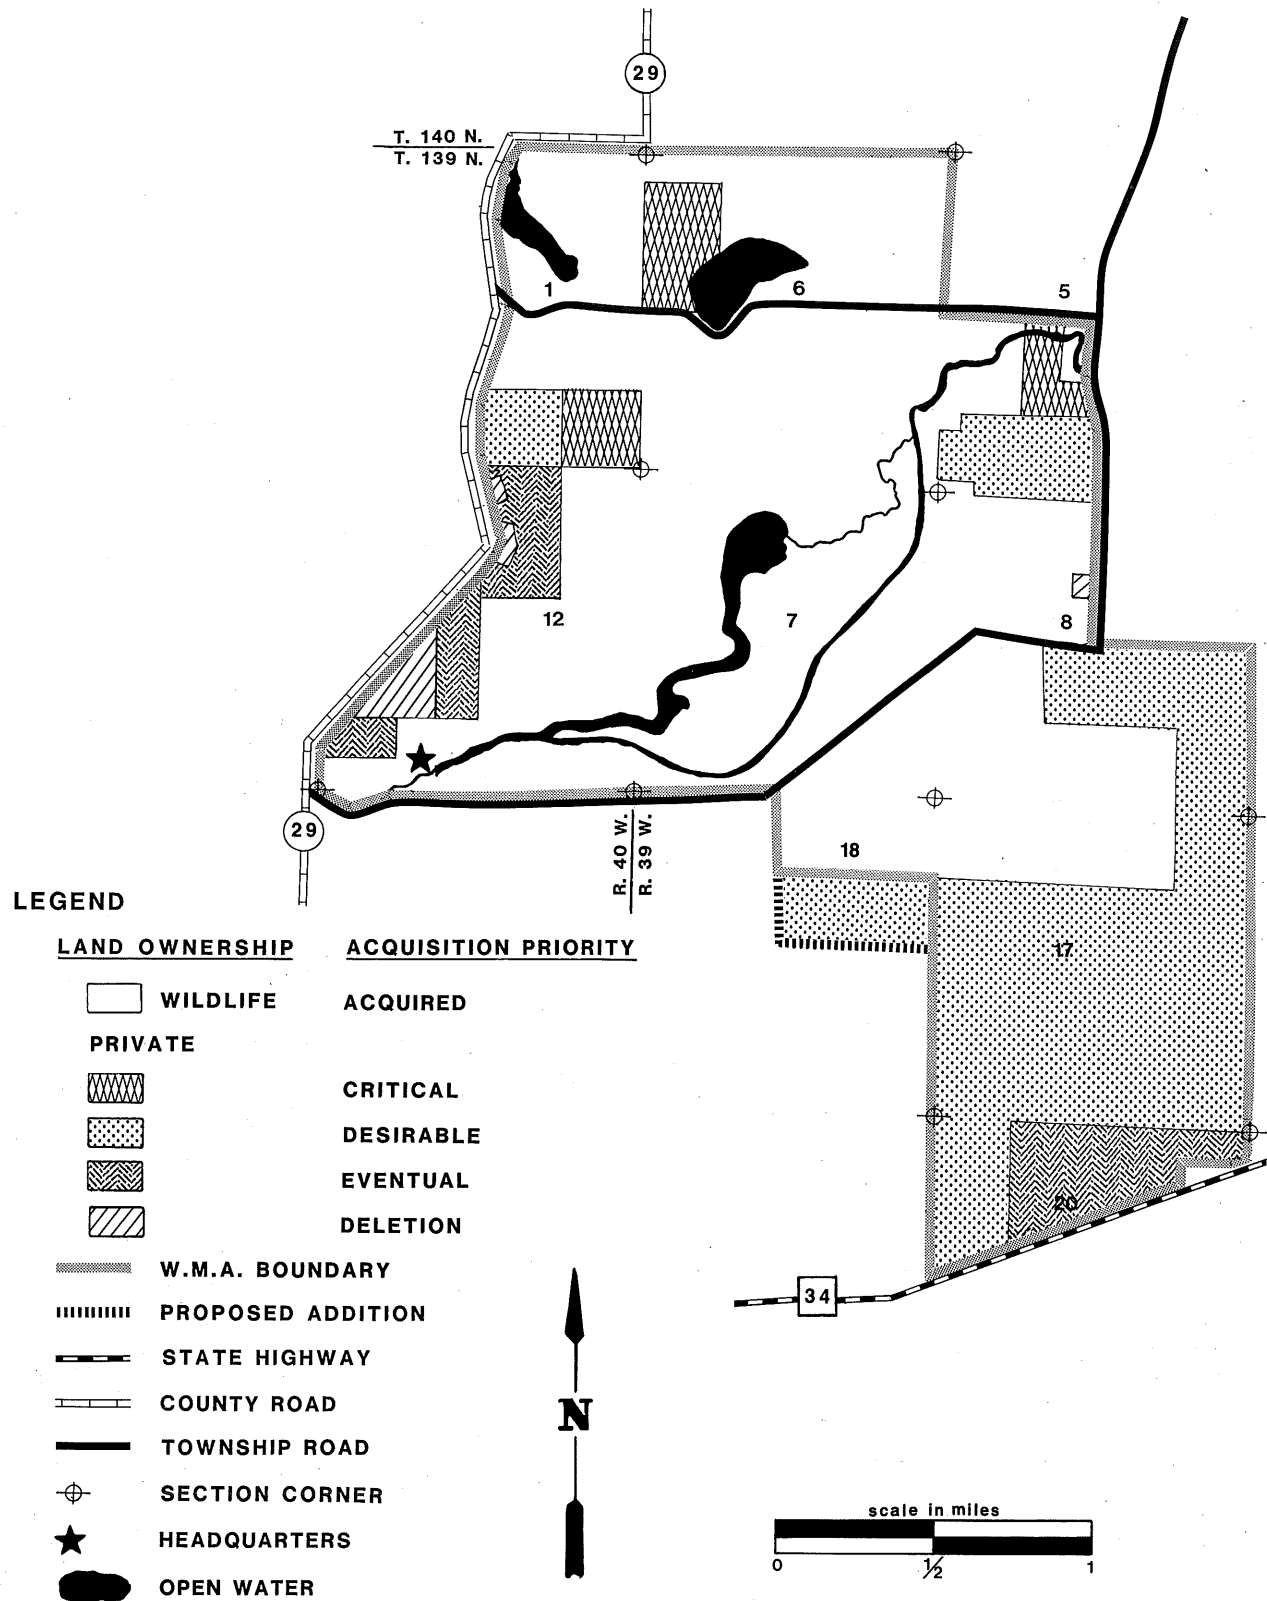 29
T. 140 N.
T. 139 N.
1
6
5
12
7
8
29
R. 40 W.
R. 39 W.
18
17
20
34
LEGEND
LAND OWNERSHIP ACQUISITION PRIORITY
WILDLIFE ACQUIRED
PRIVATE
CRITICAL
DESIRABLE
EVENTUAL
DELETION
W.M.A. BOUNDARY
PROPOSED ADDITION
STATE HIGHWAY
COUNTY ROAD
TOWNSHIP ROAD
SECTION CORNER
HEADQUARTERS
OPEN WATER
N
scale in miles
0 1/2 1